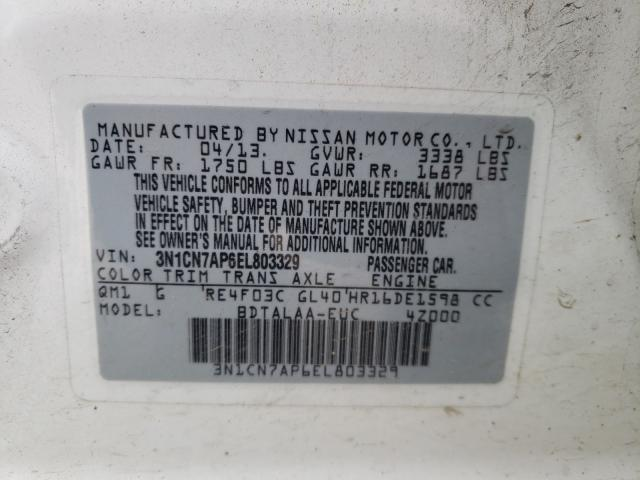 MANUFACTURED BY NISSAN MOTOR CO., LTD.
DATE: 04/13. GVWR: 3338 LBS
GAWR FR: 1750 LBS GAWR RR: 1687 LBS
THIS VEHICLE CONFORMS TO ALL APPLICABLE FEDERAL MOTOR
VEHICLE SAFETY, BUMPER AND THEFT PREVENTION STANDARDS
IN EFFECT ON THE DATE OF MANUFACTURE SHOWN ABOVE.
SEE OWNER'S MANUAL FOR ADDITIONAL INFORMATION.
VIN: 3N1CN7AP6EL803329 PASSENGER CAR.
COLOR TRIM TRANS AXLE ENGINE
QM1 G RE4F03C GL40 HR16DE1598 CC
MODEL: BDTALAA-EUC 4Z000
3N1CN7AP6EL803329